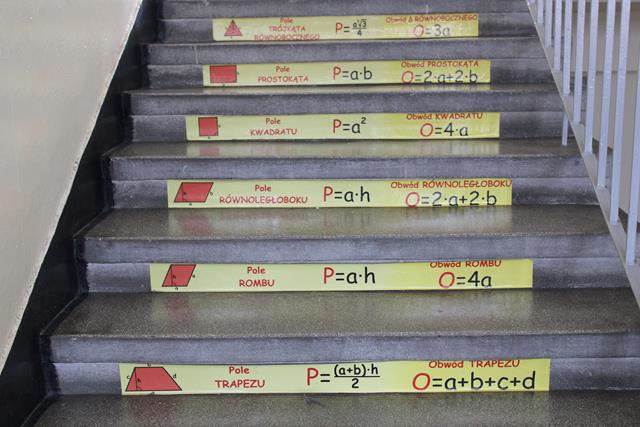 Pole TRÓJKĄTA RÓWNOBOCZNEGO P=a²√3/4 Obwód Δ RÓWNOBOCZNEGO O=3a
Pole PROSTOKĄTA P=a·b Obwód PROSTOKĄTA O=2·a+2·b
Pole KWADRATU P=a² Obwód KWADRATU O=4·a
Pole RÓWNOLEGŁOBOKU P=a·h Obwód RÓWNOLEGŁOBOKU O=2·a+2·b
Pole ROMBU P=a·h Obwód ROMBU O=4a
Pole TRAPEZU P=(a+b)·h/2 Obwód TRAPEZU O=a+b+c+d